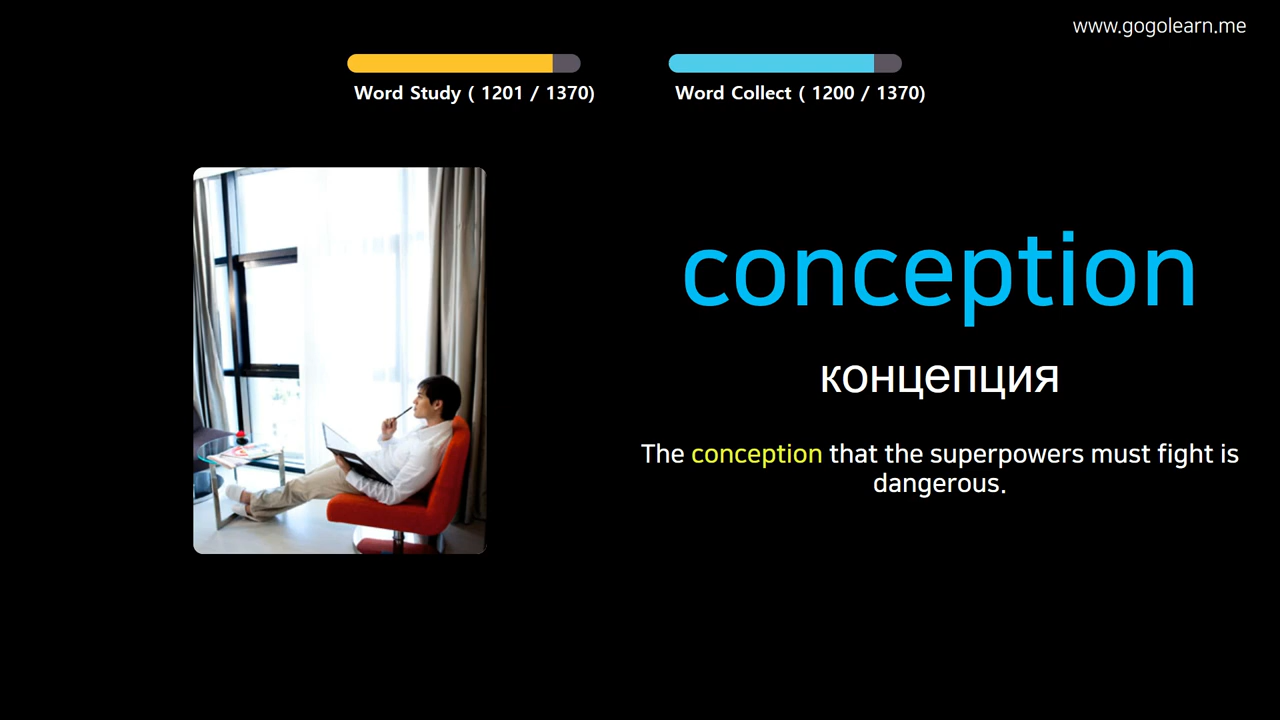 www.gogolearn.me
Word Study ( 1201 / 1370)
Word Collect ( 1200 / 1370)
conception
концепция
The conception that the superpowers must fight is
dangerous.